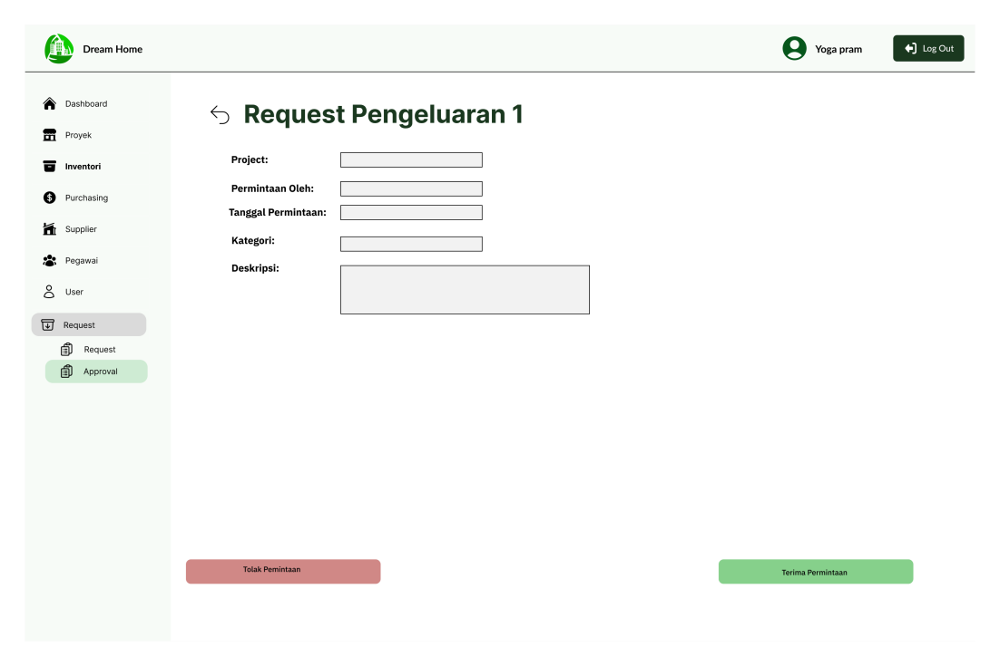 Dream Home
Yoga pram
Log Out
Dashboard
Proyek
Inventori
Purchasing
Supplier
Pegawai
User
Request
Request
Approval
Request Pengeluaran 1
Project:
Permintaan Oleh:
Tanggal Permintaan:
Kategori:
Deskripsi:
Tolak Pemintaan
Terima Permintaan